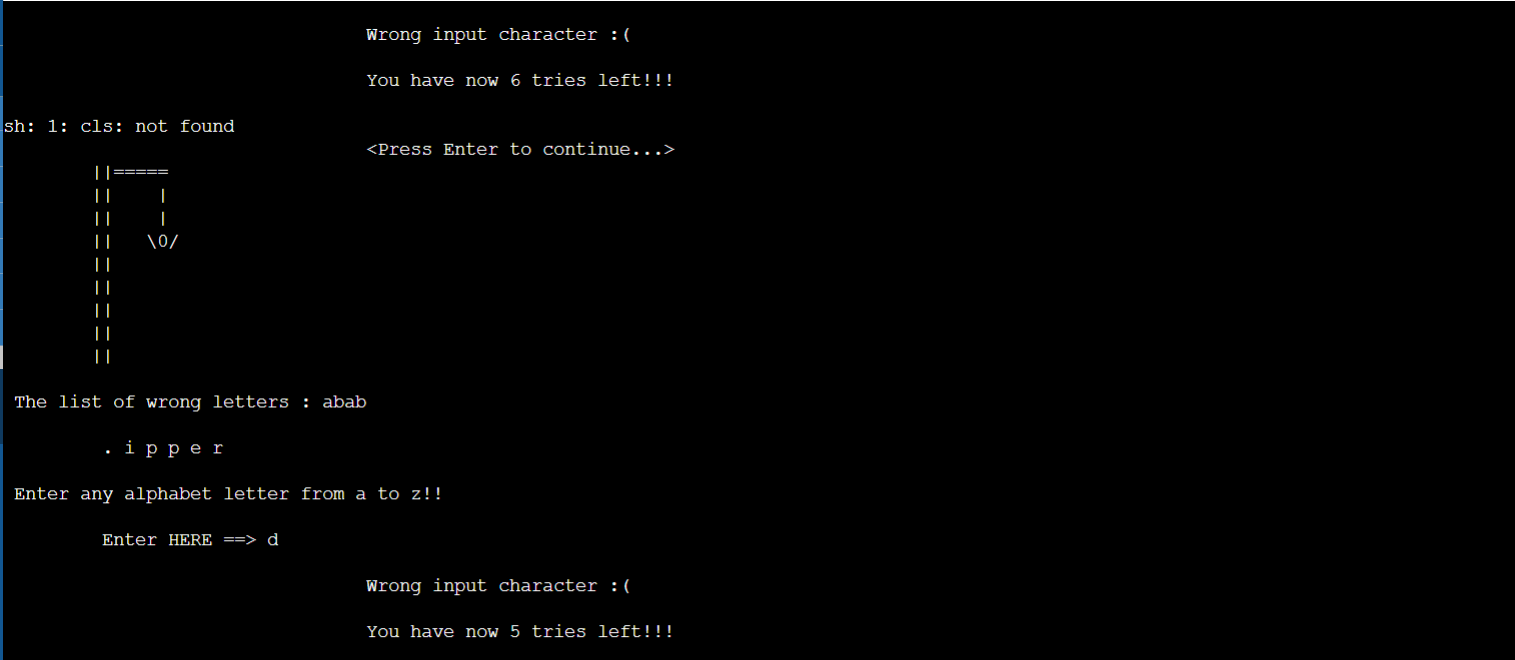 Wrong input character :(
You have now 6 tries left!!!
sh: 1: cls: not found
<Press Enter to continue...>
||=====
||    |
||    |
||   \0/
||
||
||
||
||
The list of wrong letters : abab
. i p p e r
Enter any alphabet letter from a to z!!
Enter HERE ==> d
Wrong input character :(
You have now 5 tries left!!!